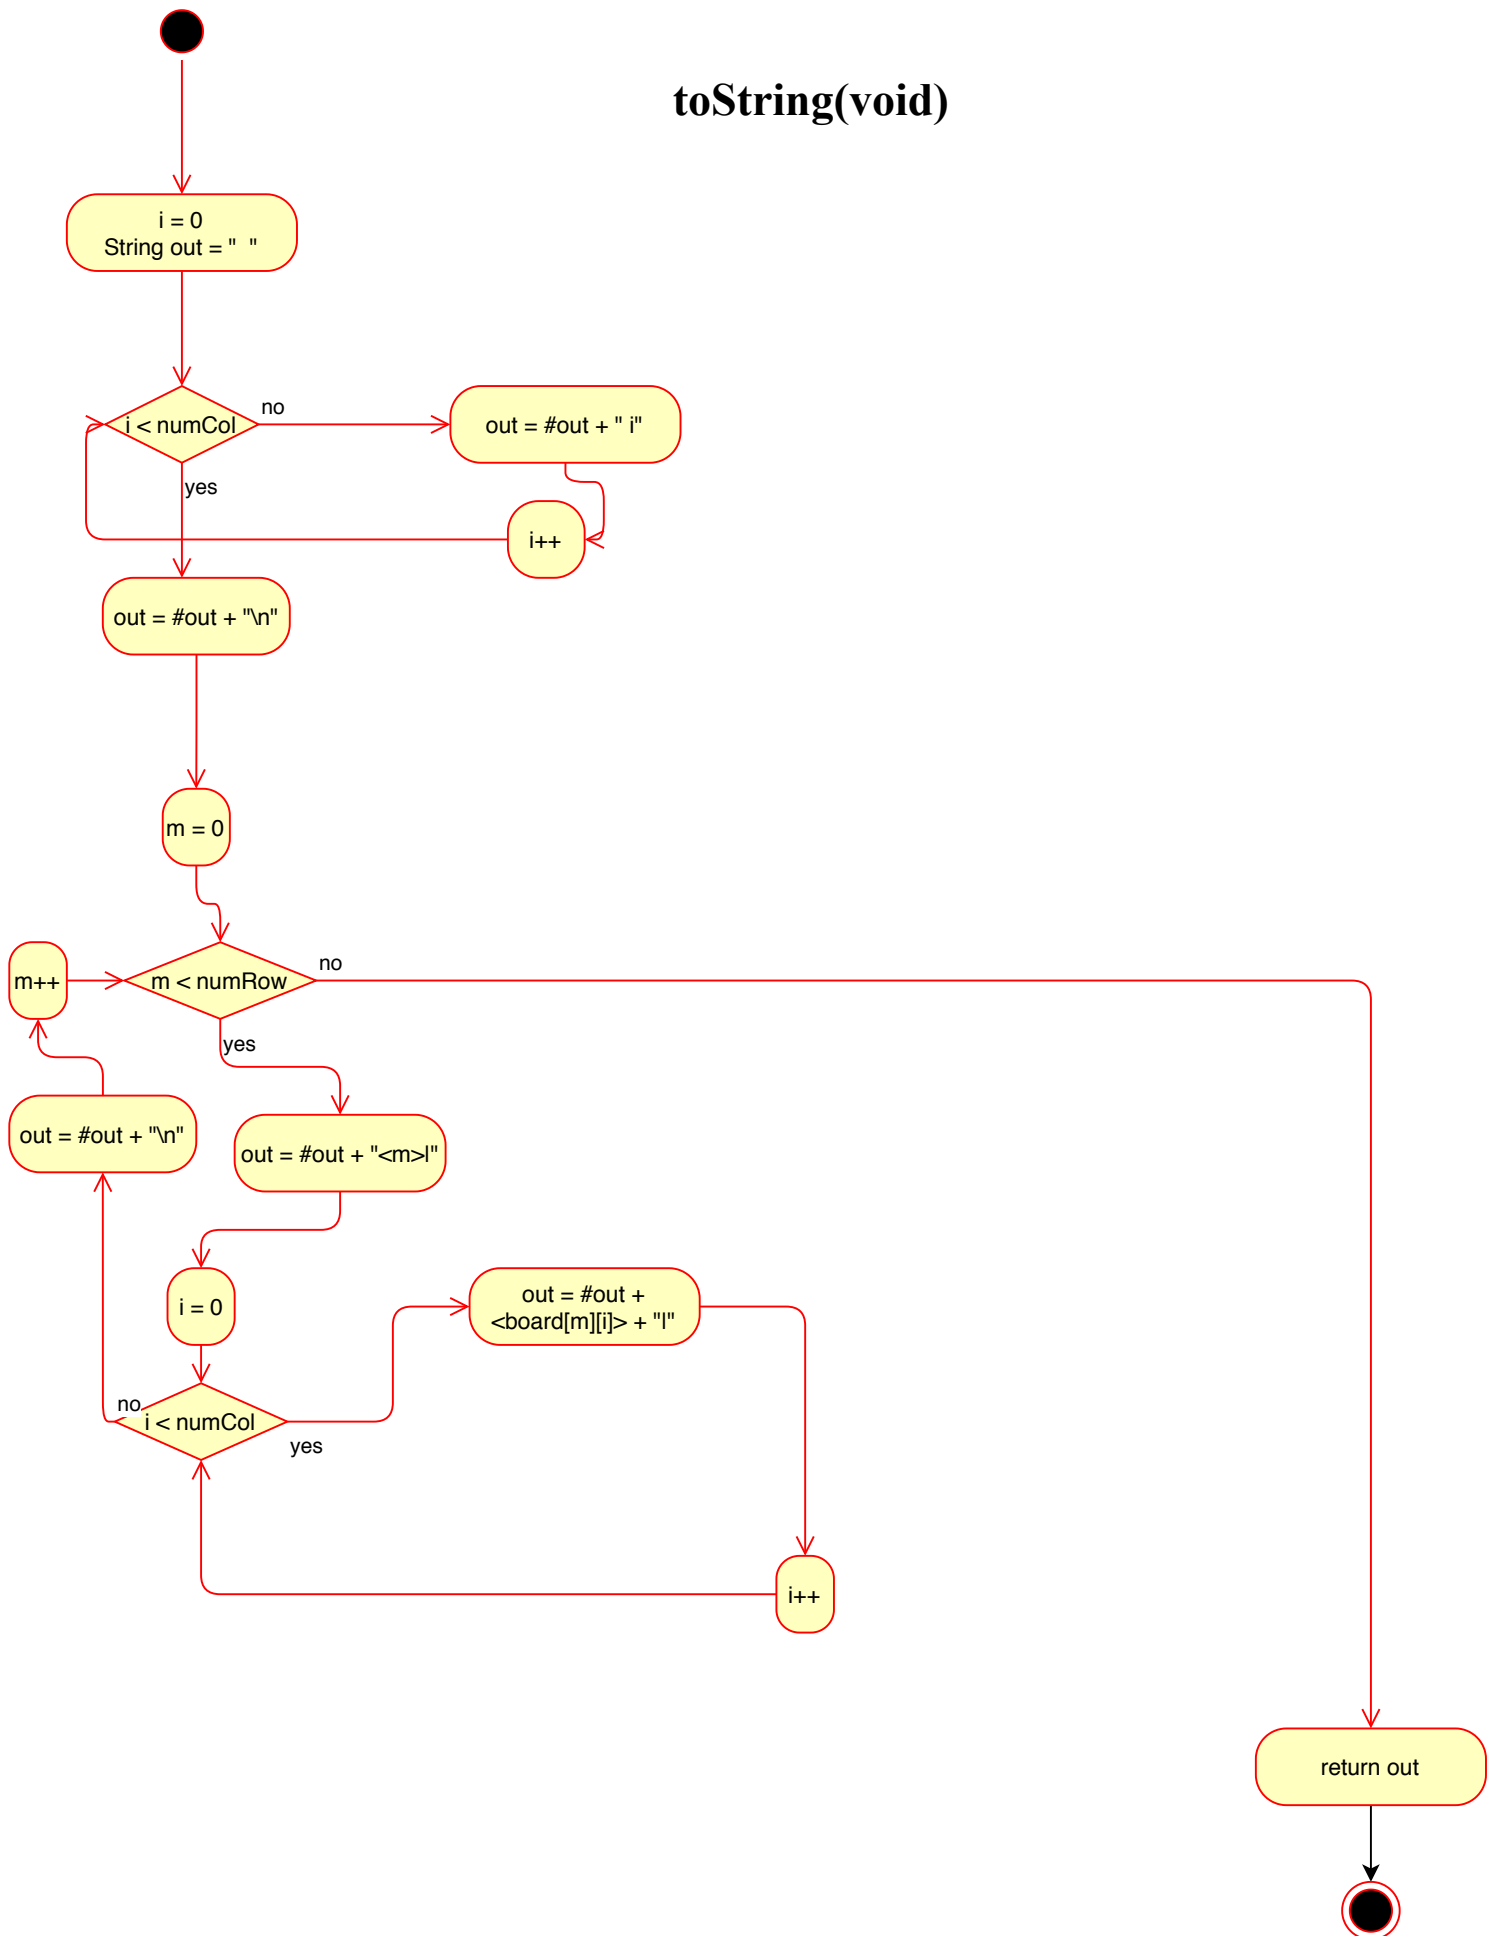 toString(void)
i = 0
String out = "  "
i < numCol
no
out = #out + " i"
yes
i++
out = #out + "\n"
m = 0
m++
m < numRow
no
yes
out = #out + "\n"
out = #out + "<m>|"
i = 0
out = #out +
<board[m][i]> + "|"
no
i < numCol
yes
i++
return out